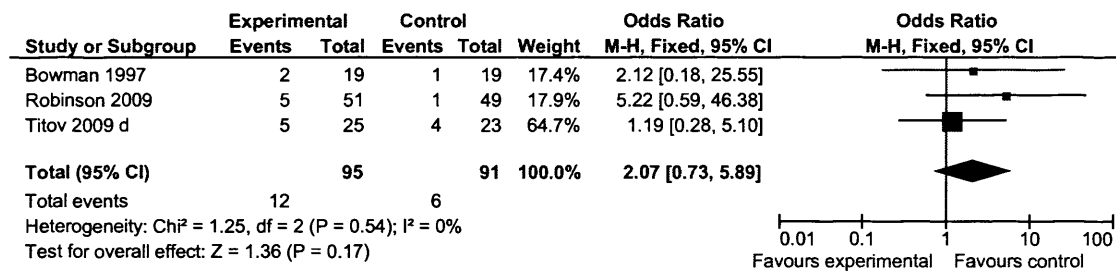 Experimental Control Odds Ratio Odds Ratio
Study or Subgroup Events Total Events Total Weight M-H, Fixed, 95% CI M-H, Fixed, 95% CI
Bowman 1997 2 19 1 19 17.4% 2.12 [0.18, 25.55]
Robinson 2009 5 51 1 49 17.9% 5.22 [0.59, 46.38]
Titov 2009 d 5 25 4 23 64.7% 1.19 [0.28, 5.10]
Total (95% CI) 95 91 100.0% 2.07 [0.73, 5.89]
Total events 12 6
Heterogeneity: Chi² = 1.25, df = 2 (P = 0.54); I² = 0%
Test for overall effect: Z = 1.36 (P = 0.17)
0.01 0.1 1 10 100
Favours experimental Favours control